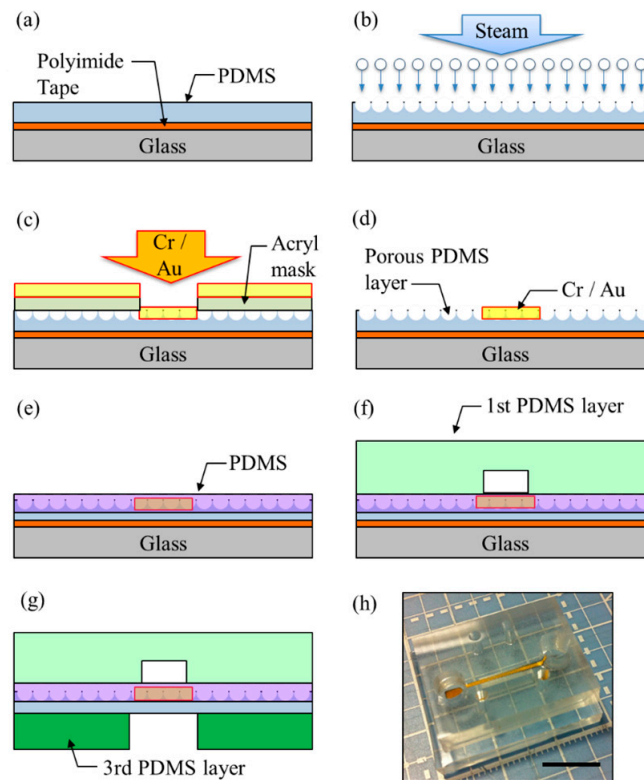 (a)
Polyimide
Tape
PDMS
Glass
(b)
Steam
Glass
(c)
Cr /
Au
Acryl
mask
Glass
(d)
Porous PDMS
layer
Cr / Au
Glass
(e)
PDMS
Glass
(f)
1st PDMS layer
Glass
(g)
3rd PDMS layer
(h)